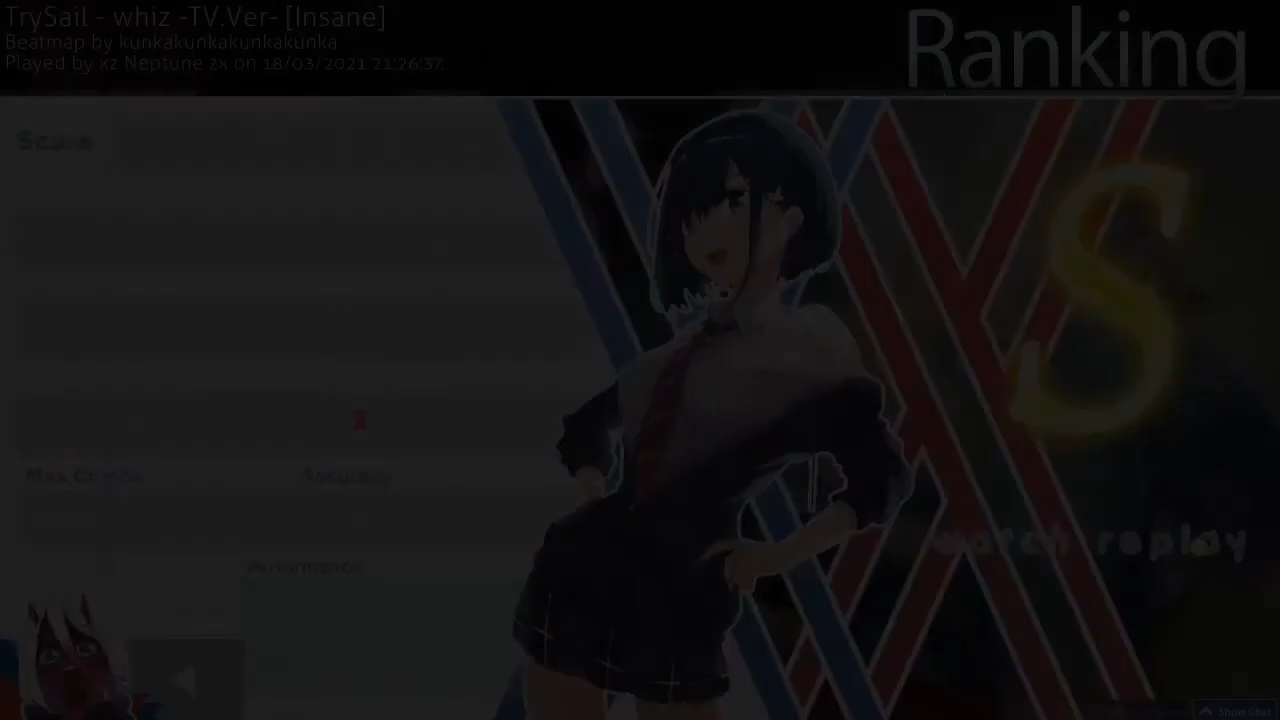 TrySail - whiz -TV.Ver- [Insane]
Beatmap by kunkakunkakunkakunka
Played by xz Neptune zx on 18/03/2021 21:26:37.
Ranking
Score
S
X
Max Combo
Accuracy
watch replay
Performance
Show Chat